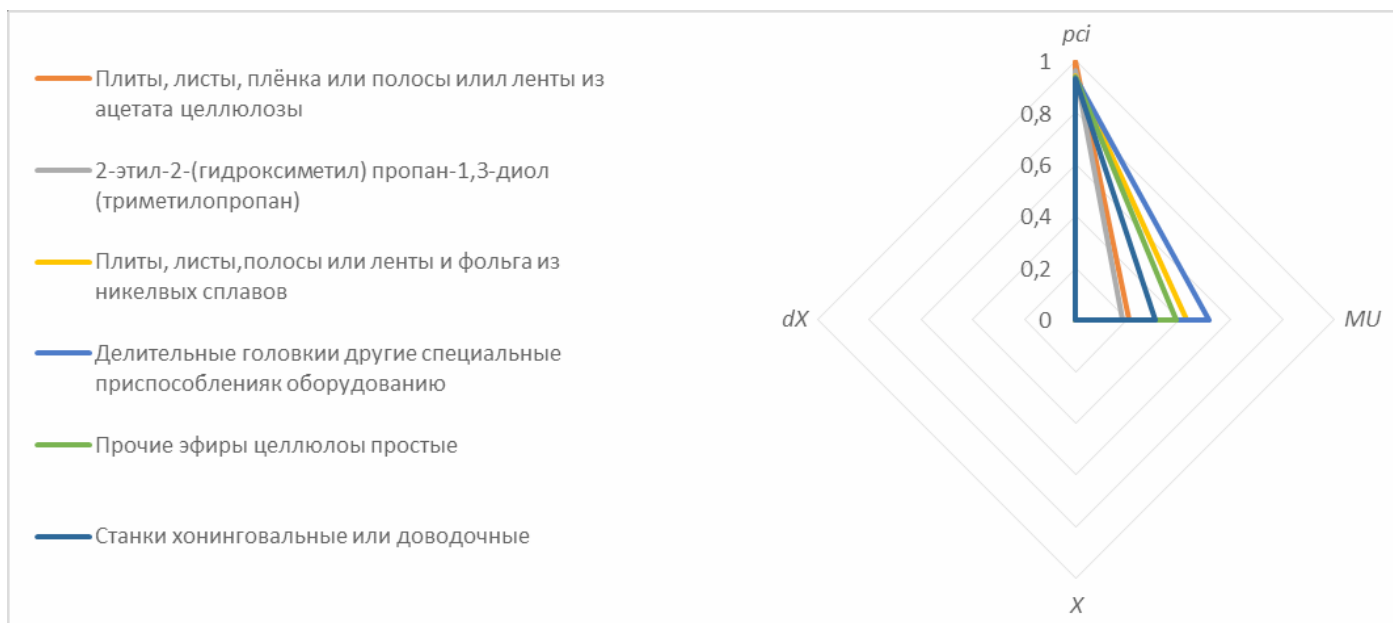 Плиты, листы, плёнка или полосы илил ленты из
ацетата целлюлозы
2-этил-2-(гидроксиметил) пропан-1,3-диол
(триметилопропан)
Плиты, листы,полосы или ленты и фольга из
никелвых сплавов
Делительные головкии другие специальные
приспособленияк оборудованию
Прочие эфиры целлюлоы простые
Станки хонинговальные или доводочные
pci
1
0,8
0,6
0,4
0,2
0
dX
MU
X